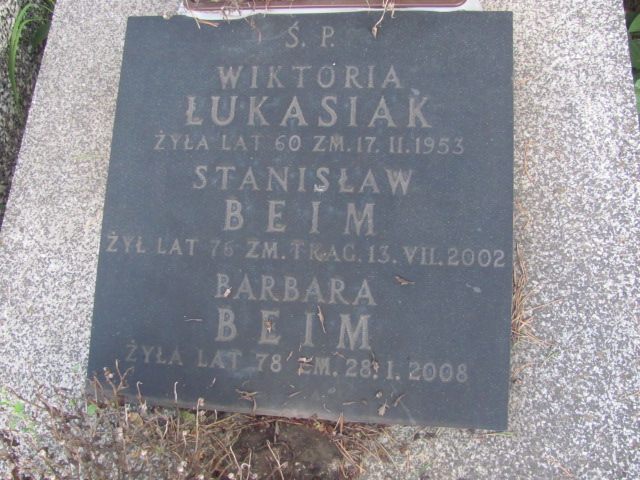 Ś. P.
WIKTORIA
ŁUKASIAK
ŻYŁA LAT 60 ZM. 17. II. 1953
STANISŁAW
BEIM
ŻYŁ LAT 76 ZM. TRAG. 13. VII. 2002
BARBARA
BEIM
ŻYŁA LAT 78 ZM. 28. I. 2008